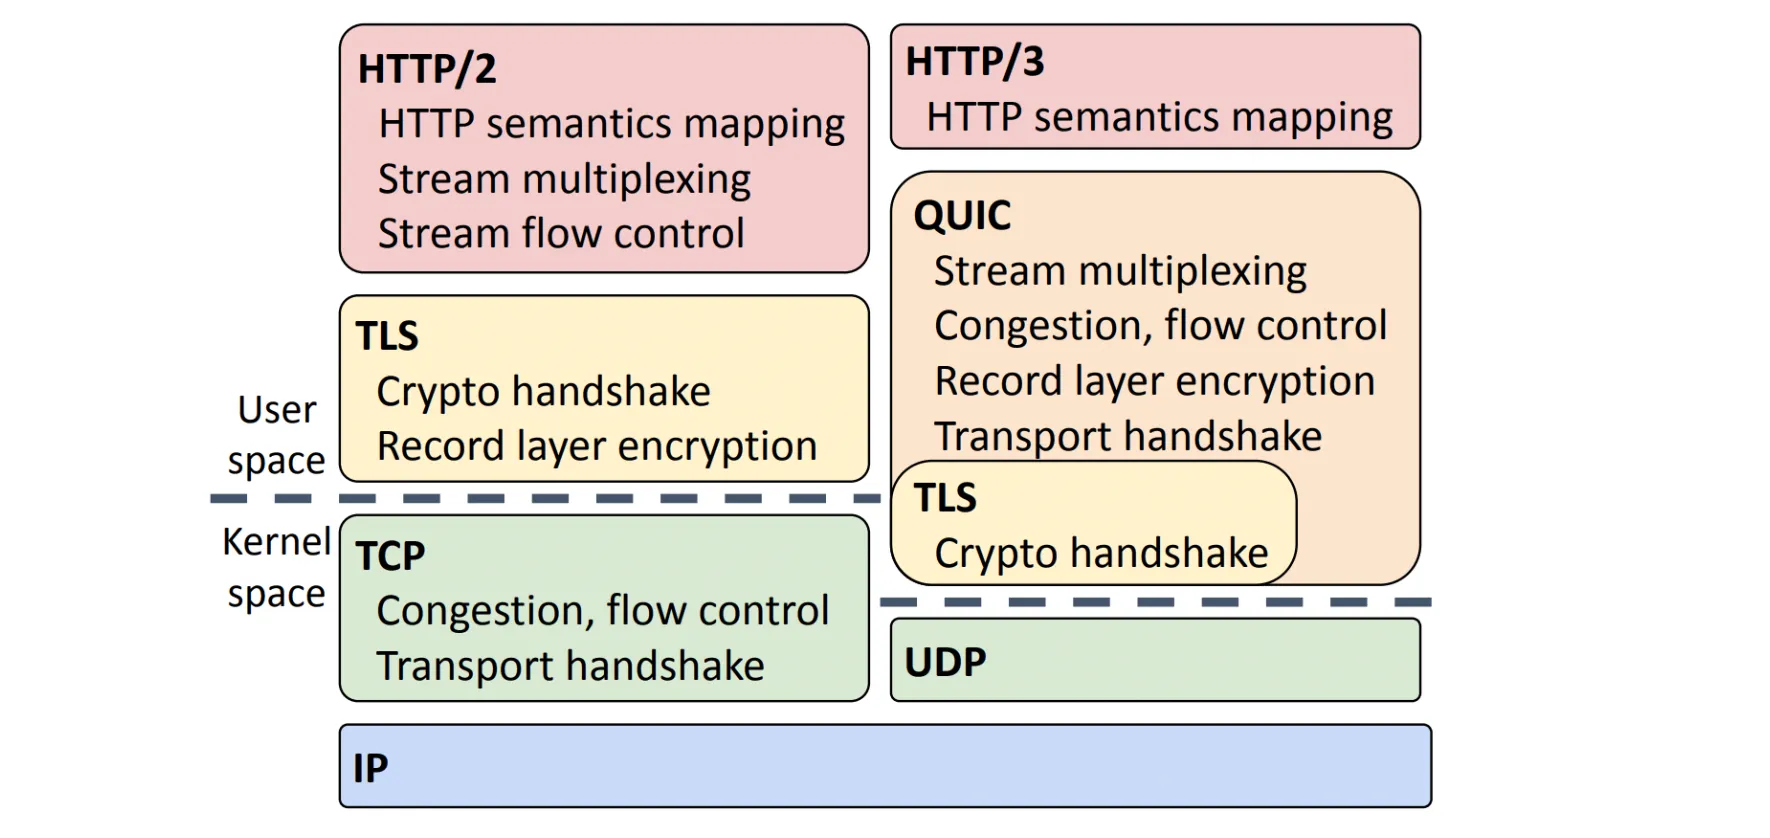 HTTP/2
HTTP semantics mapping
Stream multiplexing
Stream flow control
TLS
Crypto handshake
Record layer encryption
User
space
Kernel
space
TCP
Congestion, flow control
Transport handshake
HTTP/3
HTTP semantics mapping
QUIC
Stream multiplexing
Congestion, flow control
Record layer encryption
Transport handshake
TLS
Crypto handshake
UDP
IP